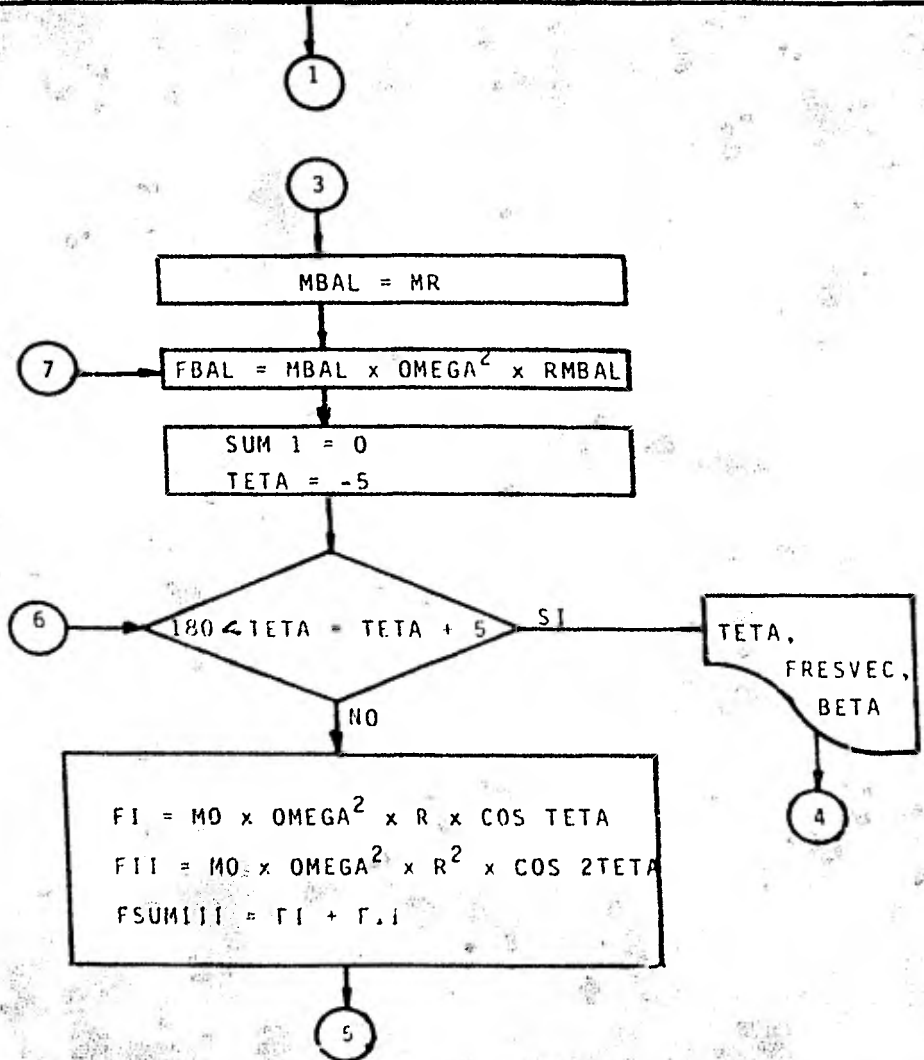 1
3
MBAL = MR
7
FBAL = MBAL x OMEGA² x RMBAL
SUM 1 = 0
TETA = -5
6
180 < TETA = TETA + 5
SI
TETA,
FRESVEC,
BETA
NO
4
FI = MO x OMEGA² x R x COS TETA
FII = MO x OMEGA² x R² x COS 2TETA
FSUMIII = FI +
5